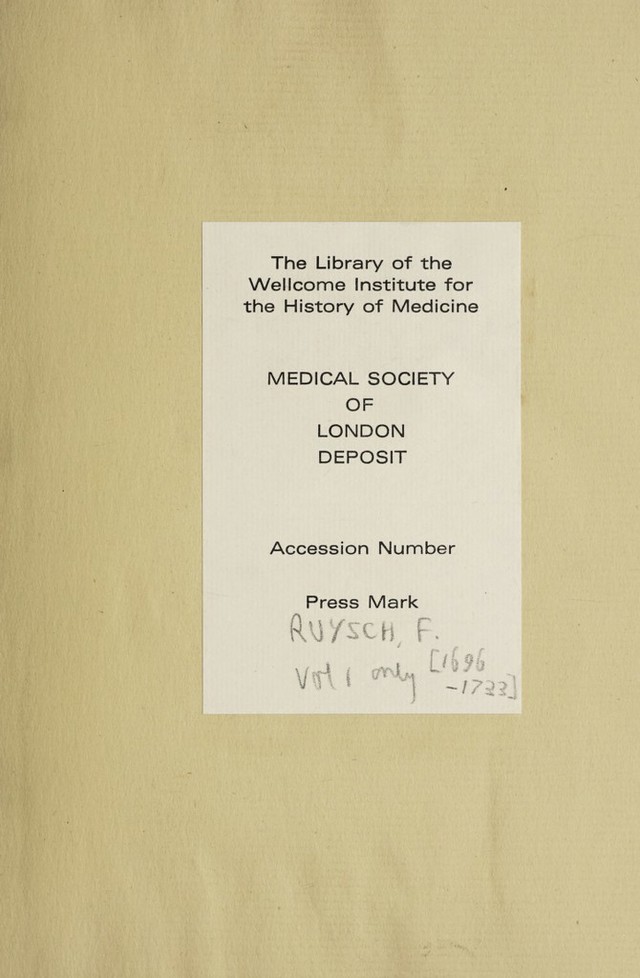 The Library of the
Wellcome Institute for
the History of Medicine
MEDICAL SOCIETY
OF
LONDON
DEPOSIT
Accession Number
Press Mark
RUYSCH, F.
Vol 1 only [1696
-1733]